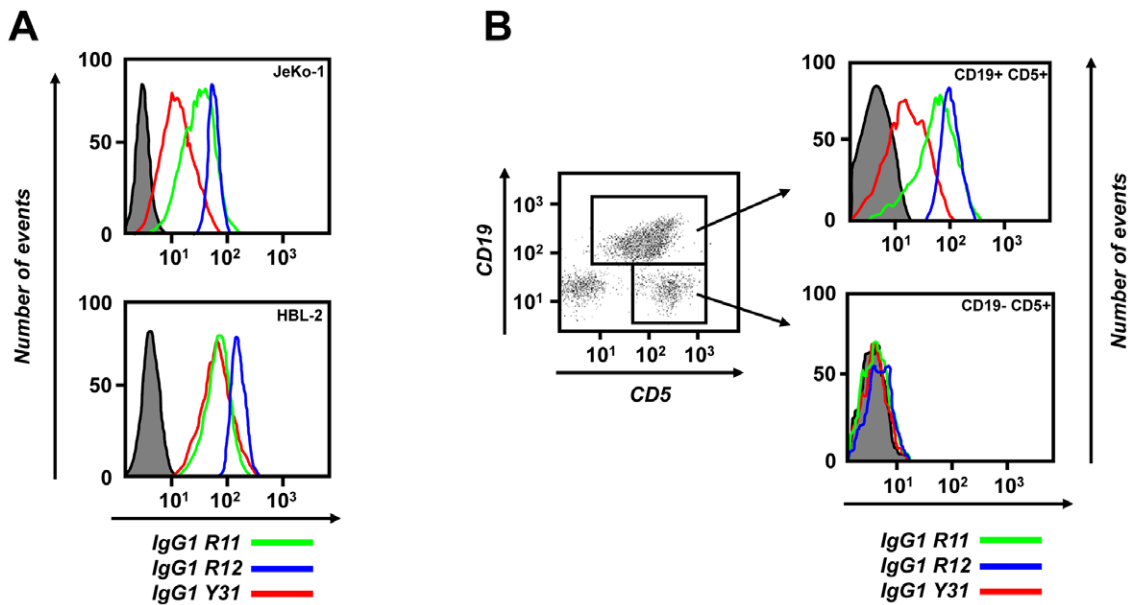 A
Number of events
100
50
0
JeKo-1
10¹ 10² 10³
100
50
0
HBL-2
10¹ 10² 10³
IgG1 R11
IgG1 R12
IgG1 Y31
B
CD19
10³
10²
10¹
10¹ 10² 10³
CD5
100
50
0
CD19+ CD5+
10¹ 10² 10³
100
50
0
CD19- CD5+
10¹ 10² 10³
Number of events
IgG1 R11
IgG1 R12
IgG1 Y31